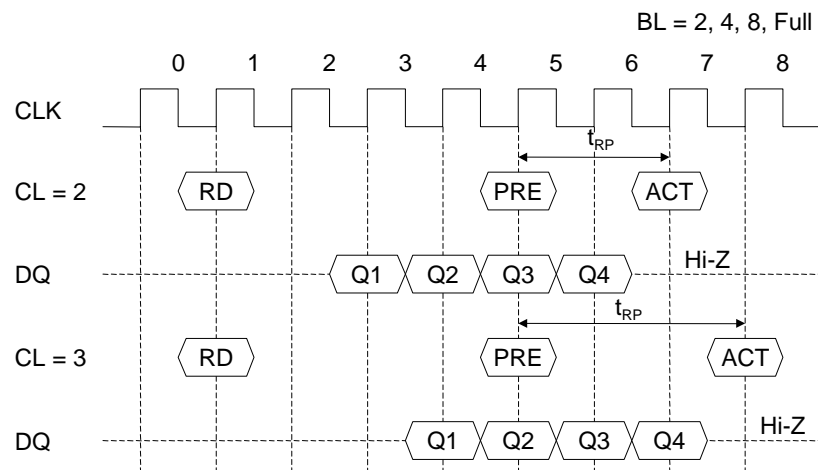 BL = 2, 4, 8, Full
0 1 2 3 4 5 6 7 8
CLK
tRP
CL = 2 RD PRE ACT
DQ Q1 Q2 Q3 Q4 Hi-Z
tRP
CL = 3 RD PRE ACT
DQ Q1 Q2 Q3 Q4 Hi-Z